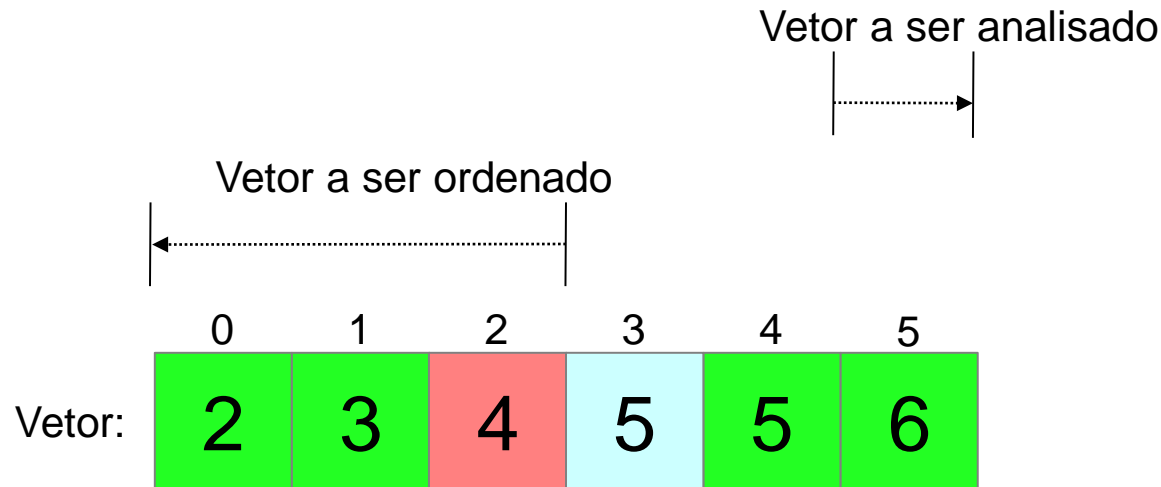 Vetor a ser analisado
Vetor a ser ordenado
0 1 2 3 4 5
Vetor: 2 3 4 5 5 6